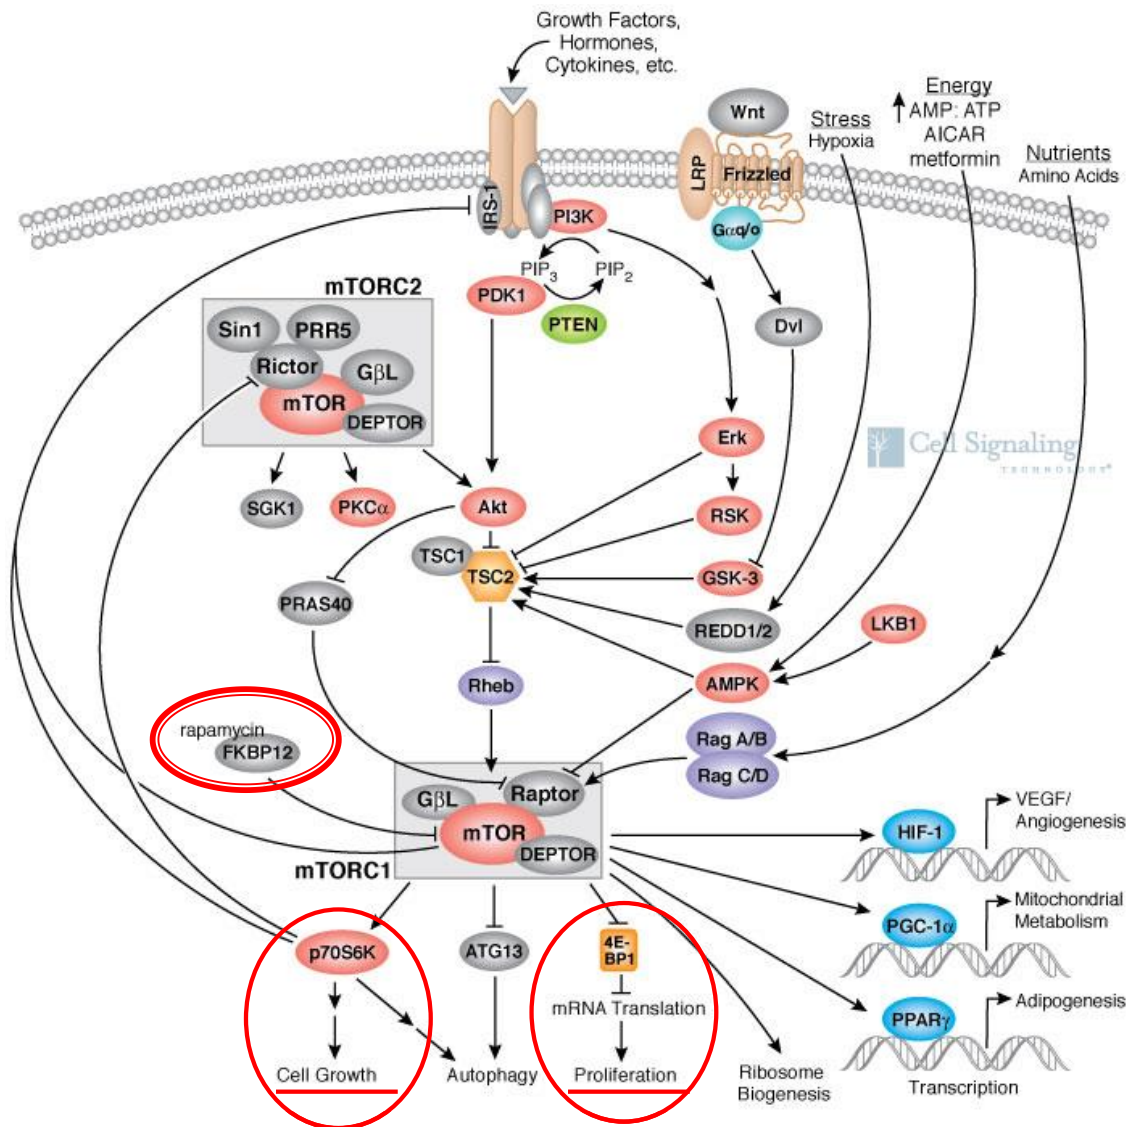 Growth Factors,
Hormones,
Cytokines, etc.
Wnt
Stress
Hypoxia
Energy
AMP: ATP
AICAR
metformin
Nutrients
Amino Acids
LRP
Frizzled
IRS-1
PI3K
Gαq/o
PIP3
PIP2
PDK1
PTEN
Dvl
mTORC2
Sin1
PRR5
Rictor
GβL
mTOR
DEPTOR
Erk
Cell Signaling
TECHNOLOGY®
SGK1
PKCα
Akt
RSK
TSC1
TSC2
GSK-3
PRAS40
REDD1/2
LKB1
Rheb
AMPK
rapamycin
FKBP12
Rag A/B
Rag C/D
GβL
Raptor
mTOR
DEPTOR
mTORC1
HIF-1
VEGF/
Angiogenesis
PGC-1α
Mitochondrial
Metabolism
p70S6K
ATG13
4E-
BP1
mRNA Translation
PPARγ
Adipogenesis
Cell Growth
Autophagy
Proliferation
Ribosome
Biogenesis
Transcription